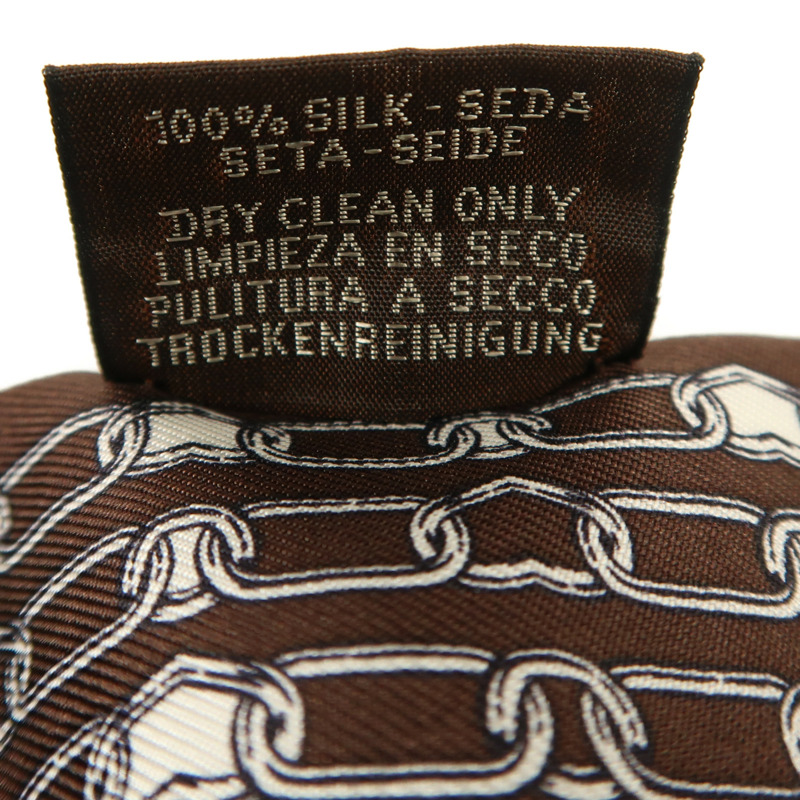 100% SILK - SEDA
SETA - SEIDE
DRY CLEAN ONLY
LIMPIEZA EN SECO
PULITURA A SECCO
TROCKENREINIGUNG